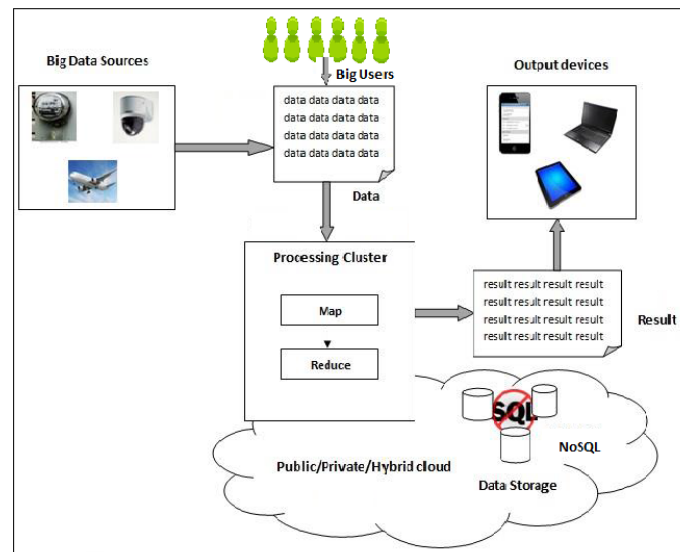 Big Data Sources
Big Users
Output devices
data data data data
data data data data
data data data data
data data data data
Data
Processing Cluster
Map
Reduce
result result result result
result result result result
result result result result
result result result result
Result
SQL
NoSQL
Public/Private/Hybrid cloud
Data Storage